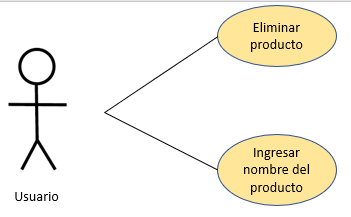 Eliminar
producto
Ingresar
nombre del
producto
Usuario